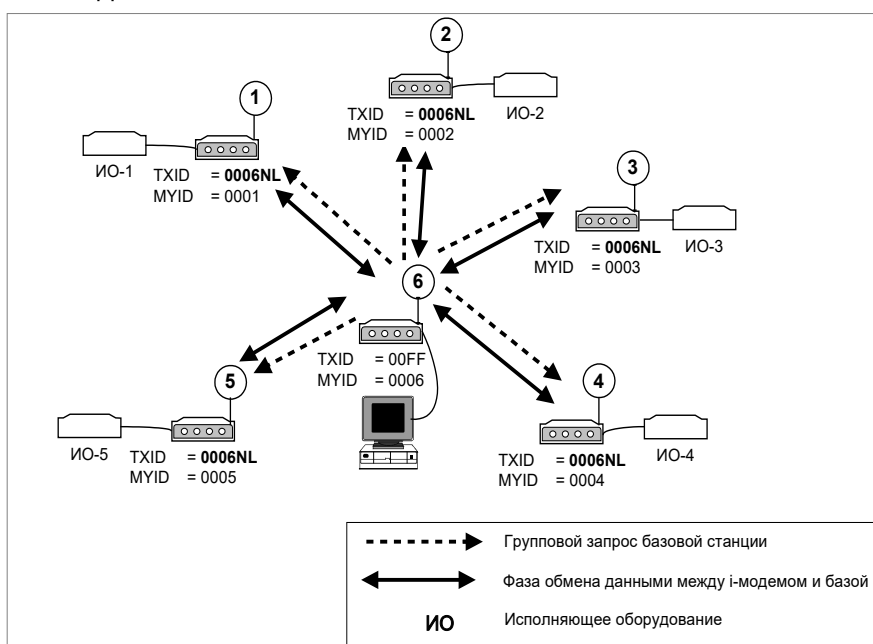 2
TXID = 0006NL
MYID = 0002
ИО-2
1
ИО-1
TXID = 0006NL
MYID = 0001
3
TXID = 0006NL
MYID = 0003
ИО-3
6
TXID = 00FF
MYID = 0006
5
ИО-5
TXID = 0006NL
MYID = 0005
4
TXID = 0006NL
MYID = 0004
ИО-4
Групповой запрос базовой станции
Фаза обмена данными между i-модемом и базой
ИО Исполняющее оборудование